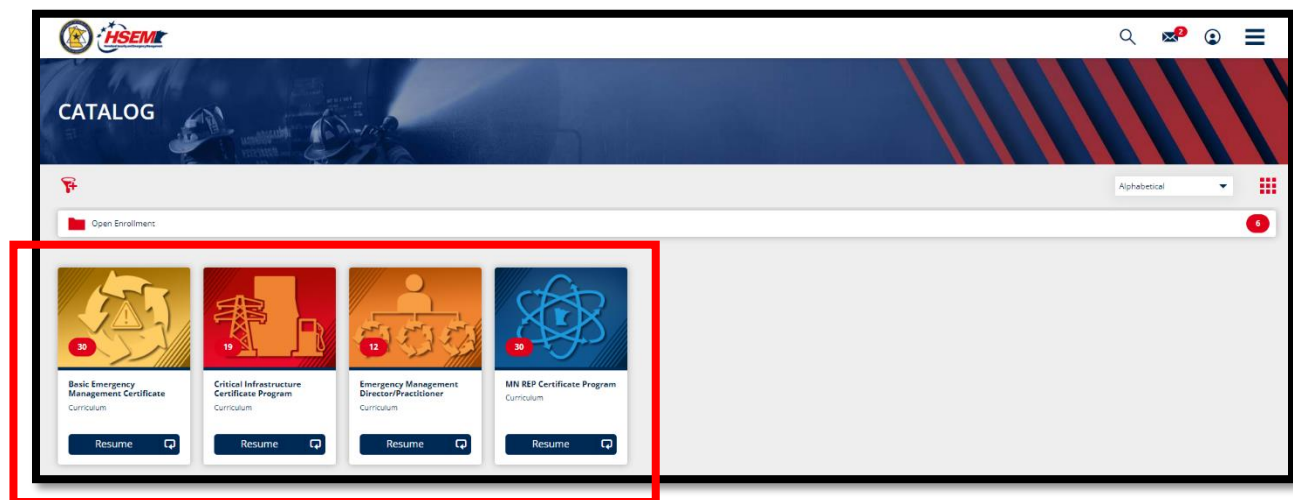 HSEM
2
CATALOG
Alphabetical
Open Enrollment
6
30
19
12
30
Basic Emergency
Management Certificate
Curriculum
Resume
Critical Infrastructure
Certificate Program
Curriculum
Resume
Emergency Management
Director/Practitioner
Curriculum
Resume
MN REP Certificate Program
Curriculum
Resume